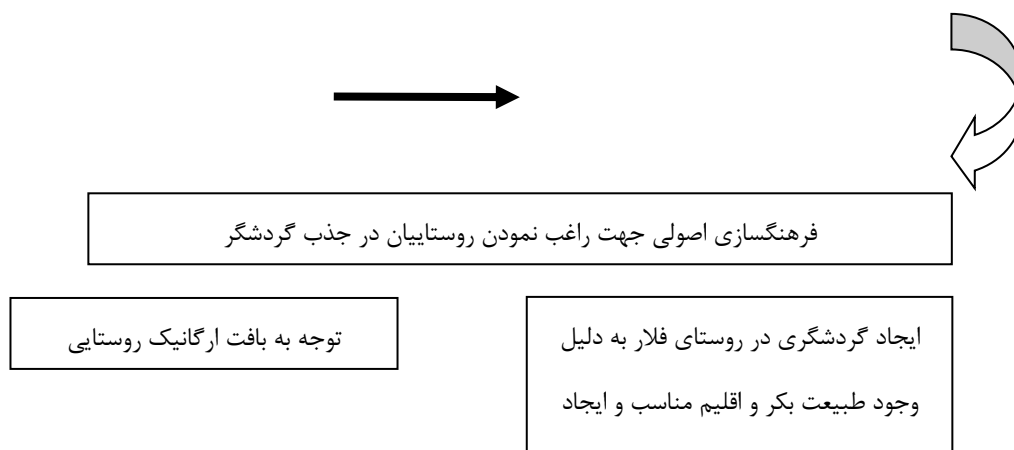 فرهنگسازی اصولی جهت راغب نمودن روستاییان در جذب گردشگر
ایجاد گردشگری در روستای فلار به دلیل
وجود طبیعت بکر و اقلیم مناسب و ایجاد
توجه به بافت ارگانیک روستایی